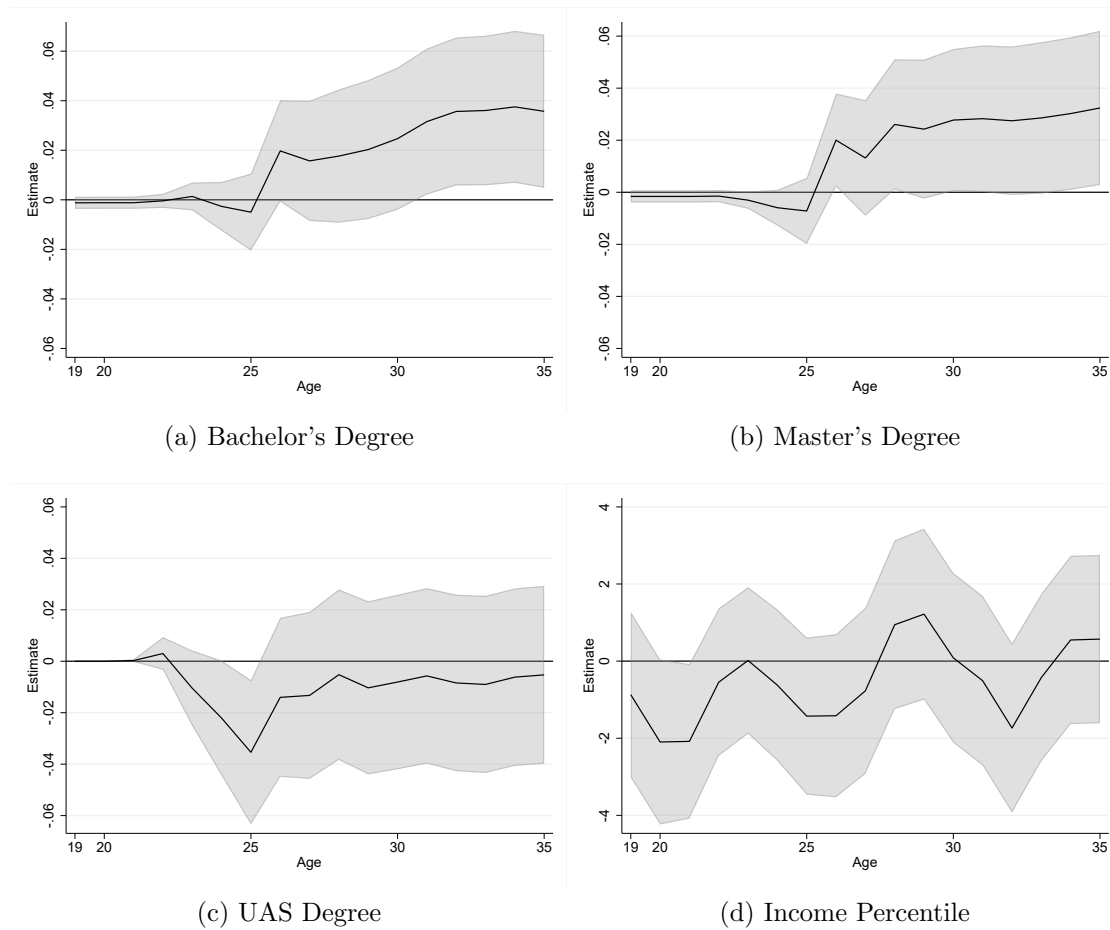 .06
.04
.02
0
-.02
-.04
-.06
Estimate
19 20 25 30 35
Age
(a) Bachelor's Degree
.06
.04
.02
0
-.02
-.04
-.06
Estimate
19 20 25 30 35
Age
(b) Master's Degree
.06
.04
.02
0
-.02
-.04
-.06
Estimate
19 20 25 30 35
Age
(c) UAS Degree
4
2
0
-2
-4
Estimate
19 20 25 30 35
Age
(d) Income Percentile